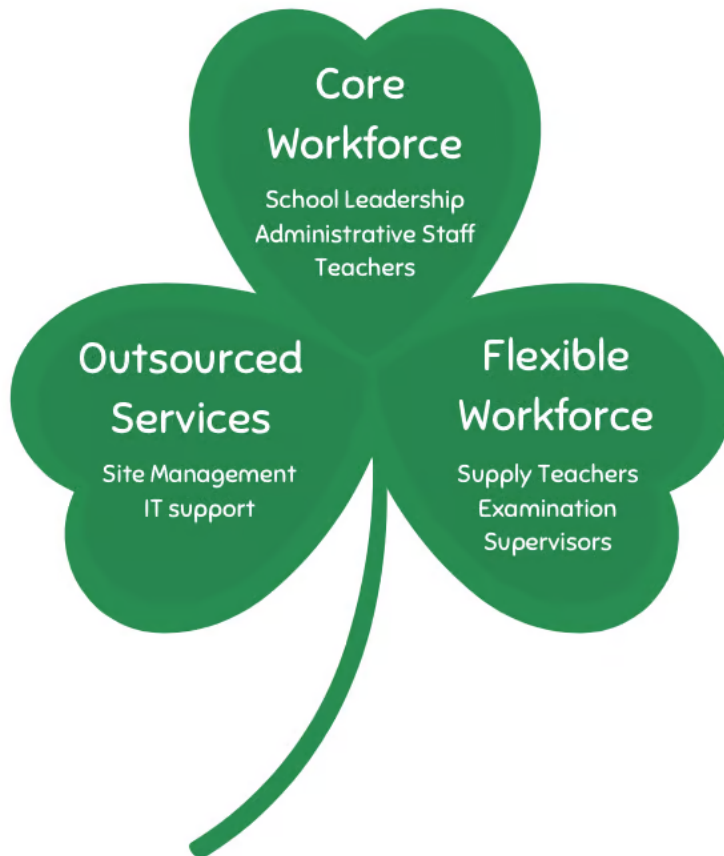 Core
Workforce
School Leadership
Administrative Staff
Teachers
Outsourced
Services
Site Management
IT support
Flexible
Workforce
Supply Teachers
Examination
Supervisors